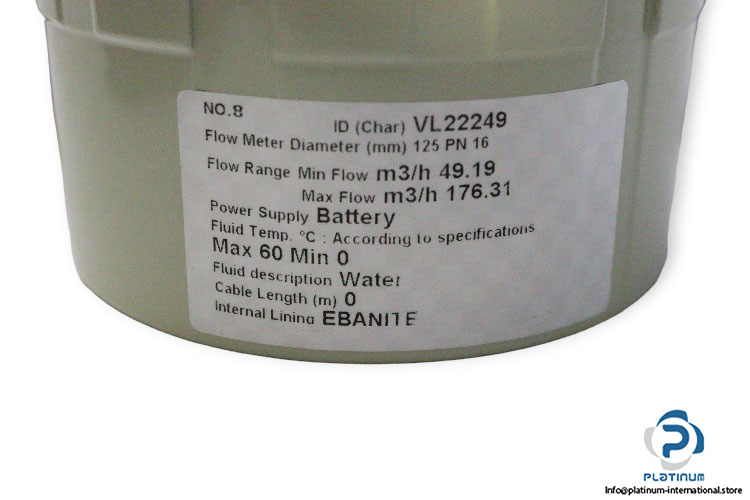 NO.8
ID (Char) VL22249
Flow Meter Diameter (mm) 125 PN 16
Flow Range Min Flow m3/h 49.19
Max Flow m3/h 176.31
Power Supply Battery
Fluid Temp. °C : According to specifications
Max 60 Min 0
Fluid description Water
Cable Length (m) 0
Internal Lining EBANITE
PLATINUM
Info@platinum-international.store